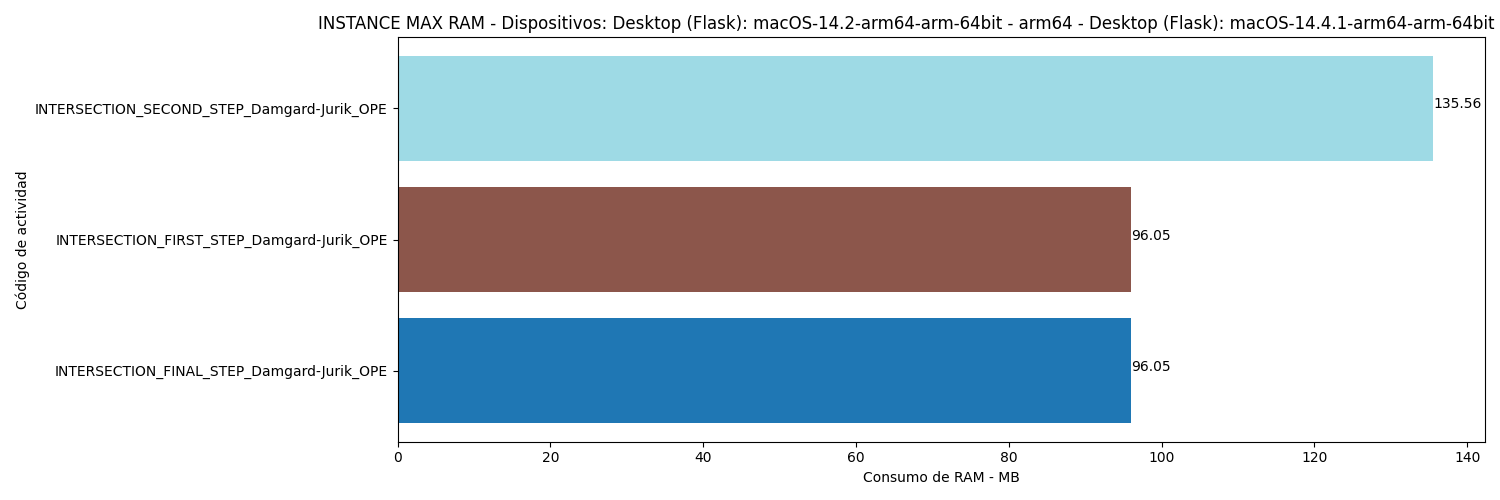 INSTANCE MAX RAM - Dispositivos: Desktop (Flask): macOS-14.2-arm64-arm-64bit - arm64 - Desktop (Flask): macOS-14.4.1-arm64-arm-64bit
INTERSECTION_SECOND_STEP_Damgard-Jurik_OPE
135.56
INTERSECTION_FIRST_STEP_Damgard-Jurik_OPE
96.05
INTERSECTION_FINAL_STEP_Damgard-Jurik_OPE
96.05
Código de actividad
0 20 40 60 80 100 120 140
Consumo de RAM - MB